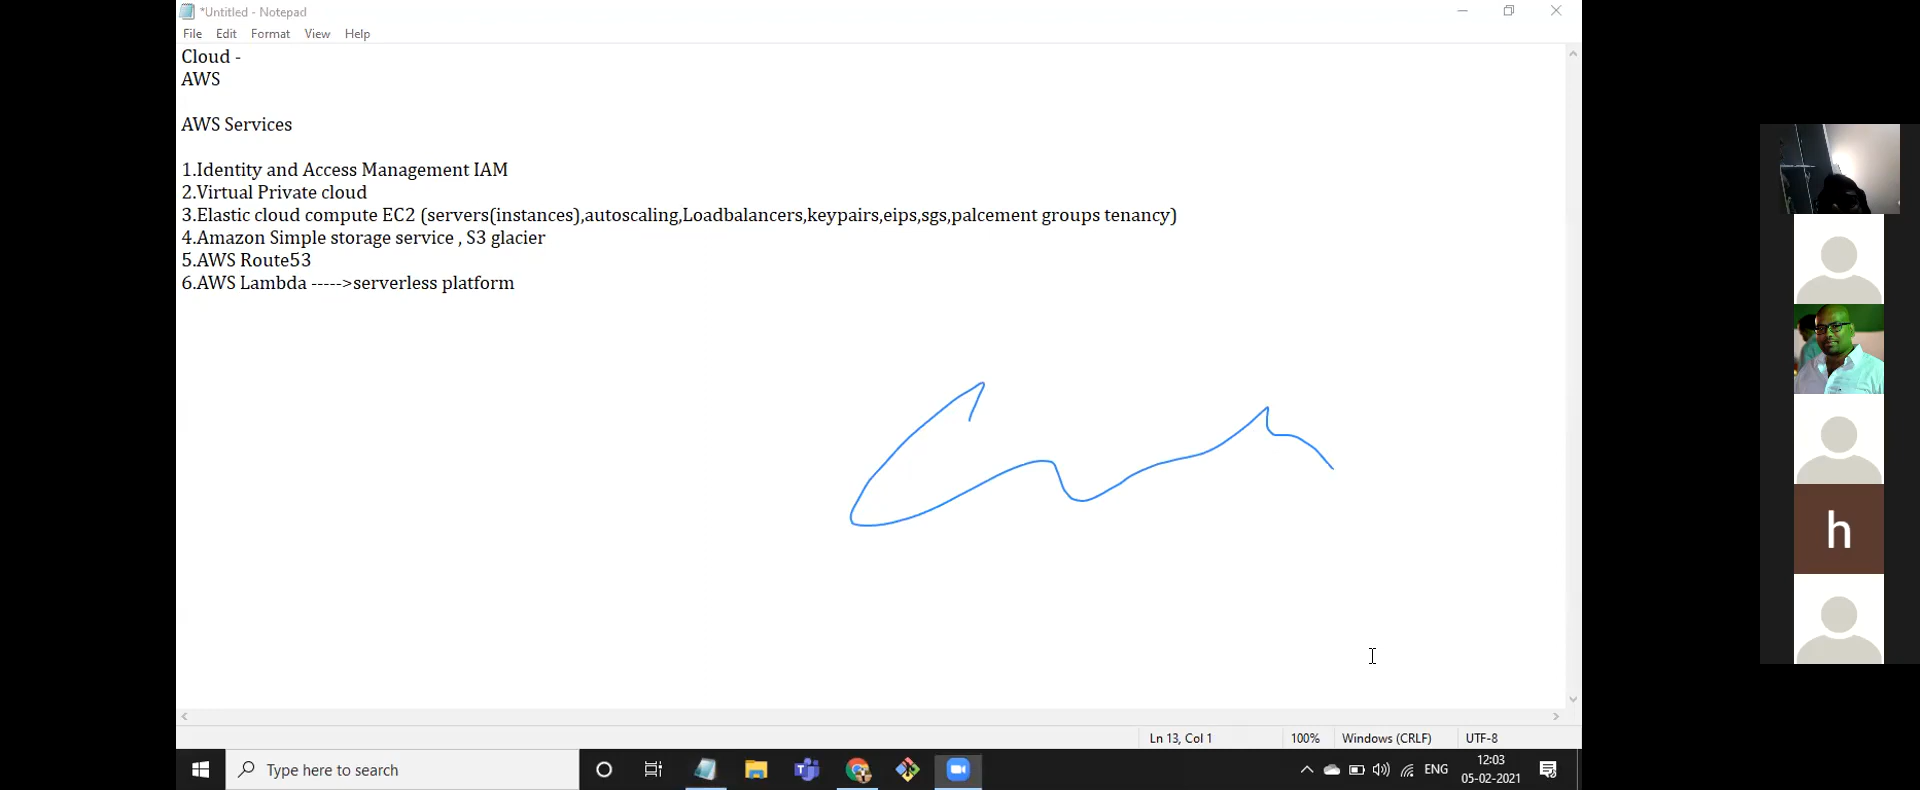 *Untitled - Notepad
File Edit Format View Help
Cloud -
AWS
AWS Services
1.Identity and Access Management IAM
2.Virtual Private cloud
3.Elastic cloud compute EC2 (servers(instances),autoscaling,Loadbalancers,keypairs,eips,sgs,palcement groups tenancy)
4.Amazon Simple storage service , S3 glacier
5.AWS Route53
6.AWS Lambda ----->serverless platform
h
Ln 13, Col 1 100% Windows (CRLF) UTF-8
Type here to search
ENG
12:03
05-02-2021